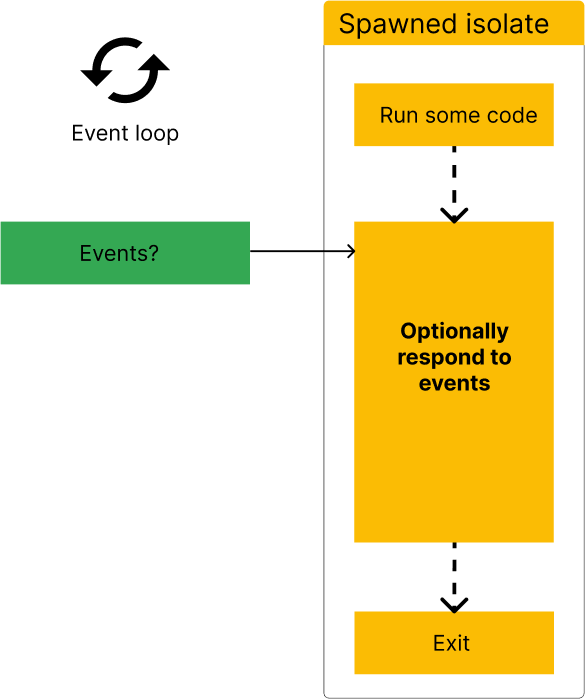 Spawned isolate
Event loop
Run some code
Events?
Optionally
respond to
events
Exit